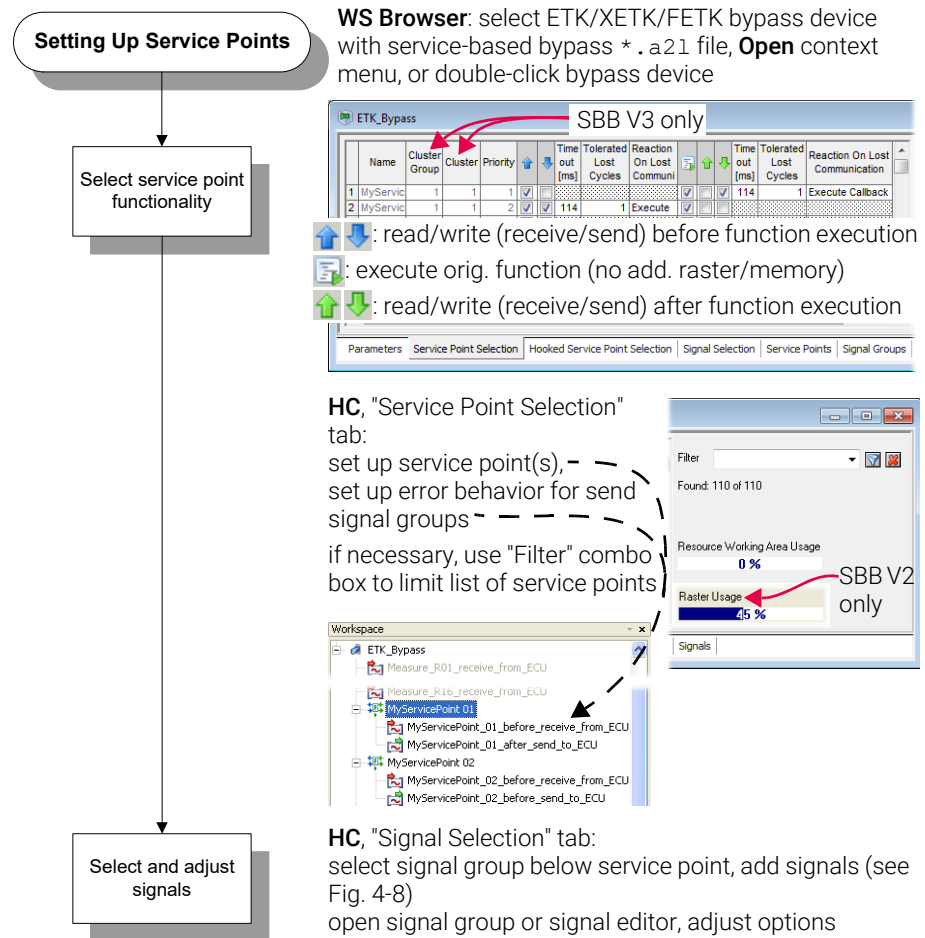 Setting Up Service Points
WS Browser: select ETK/XETK/FETK bypass device
with service-based bypass *.a2l file, Open context
menu, or double-click bypass device
Select service point
functionality
ETK_Bypass
SBB V3 only
Name Cluster Group Cluster Priority Time out [ms] Tolerated Lost Cycles Reaction On Lost Communi Time out [ms] Tolerated Lost Cycles Reaction On Lost Communication
1 MyServic 1 1 1 114 1 Execute Callback
2 MyServic 1 1 2 114 1 Execute
: read/write (receive/send) before function execution
: execute orig. function (no add. raster/memory)
: read/write (receive/send) after function execution
Parameters Service Point Selection Hooked Service Point Selection Signal Selection Service Points Signal Groups
HC, "Service Point Selection"
tab:
set up service point(s),
set up error behavior for send
signal groups
if necessary, use "Filter" combo
box to limit list of service points
Filter
Found: 110 of 110
Resource Working Area Usage
0 %
Raster Usage
45 %
SBB V2
only
Signals
Workspace
ETK_Bypass
Measure_R01_receive_from_ECU
Measure_R16_receive_from_ECU
MyServicePoint 01
MyServicePoint_01_before_receive_from_ECU
MyServicePoint_01_after_send_to_ECU
MyServicePoint 02
MyServicePoint_02_before_receive_from_ECU
MyServicePoint_02_before_send_to_ECU
Select and adjust
signals
HC, "Signal Selection" tab:
select signal group below service point, add signals (see
Fig. 4-8)
open signal group or signal editor, adjust options